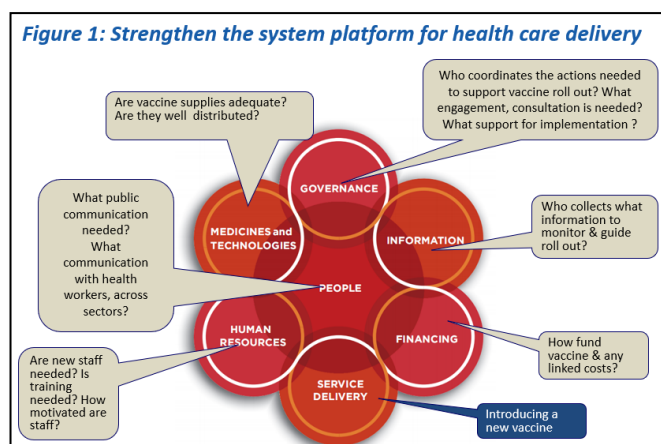 Figure 1: Strengthen the system platform for health care delivery
Who coordinates the actions needed
to support vaccine roll out? What
engagement, consultation is needed?
What support for implementation ?
Are vaccine supplies adequate?
Are they well distributed?
GOVERNANCE
What public
communication
needed?
What
communication
with health
workers, across
sectors?
MEDICINES and
TECHNOLOGIES
INFORMATION
Who collects what
information to
monitor & guide
roll out?
PEOPLE
HUMAN
RESOURCES
FINANCING
How fund
vaccine & any
linked costs?
Are new staff
needed? Is
training
needed? How
motivated are
staff?
SERVICE
DELIVERY
Introducing a
new vaccine